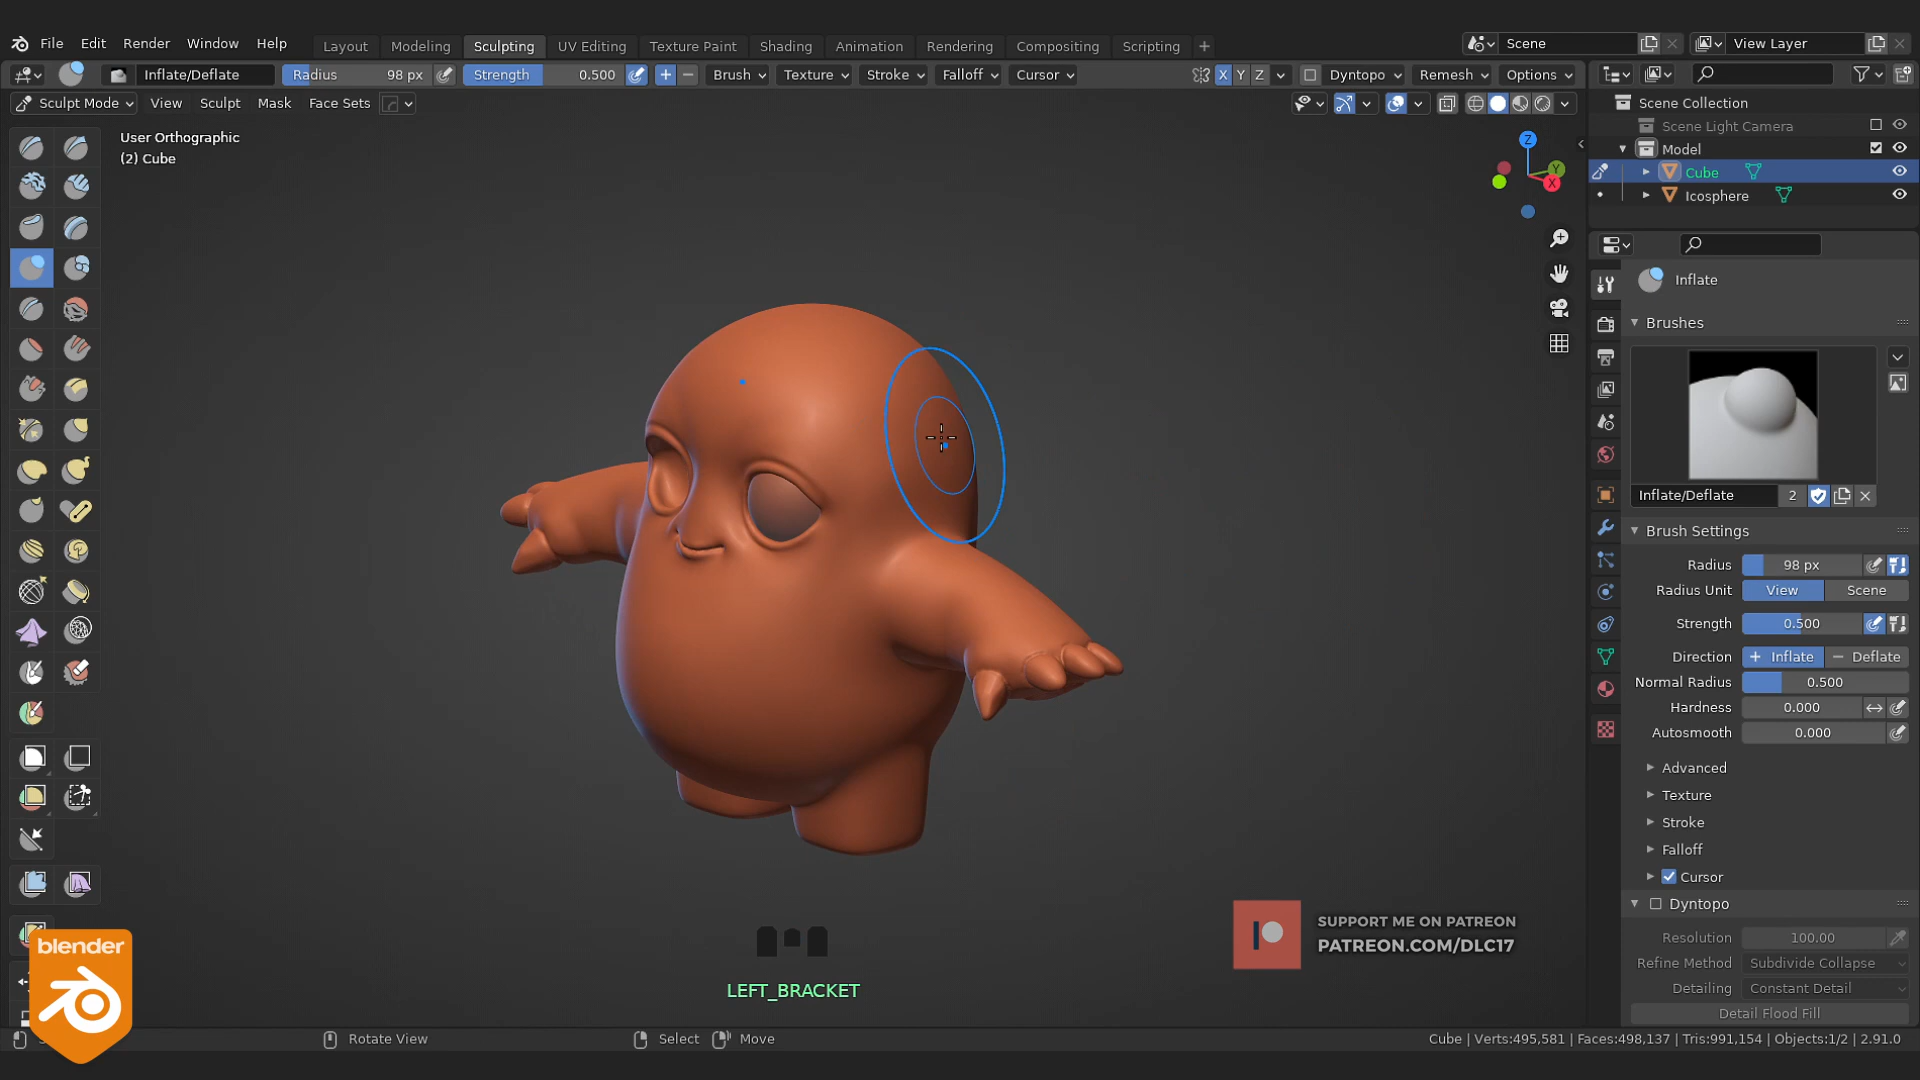 File Edit Render Window Help Layout Modeling Sculpting UV Editing Texture Paint Shading Animation Rendering Compositing Scripting + Scene View Layer
Inflate/Deflate Radius 98 px Strength 0.500 + − Brush Texture Stroke Falloff Cursor X Y Z Dyntopo Remesh Options
Sculpt Mode View Sculpt Mask Face Sets
User Orthographic
(2) Cube
Z
Y
X
Scene Collection
Scene Light Camera
Model
Cube
Icosphere
Inflate
Brushes
Inflate/Deflate 2
Brush Settings
Radius 98 px
Radius Unit View Scene
Strength 0.500
Direction + Inflate − Deflate
Normal Radius 0.500
Hardness 0.000
Autosmooth 0.000
Advanced
Texture
Stroke
Falloff
Cursor
Dyntopo
Resolution 100.00
Refine Method Subdivide Collapse
Detailing Constant Detail
Detail Flood Fill
SUPPORT ME ON PATREON
PATREON.COM/DLC17
blender
LEFT_BRACKET
Rotate View Select Move Cube | Verts:495,581 | Faces:498,137 | Tris:991,154 | Objects:1/2 | 2.91.0